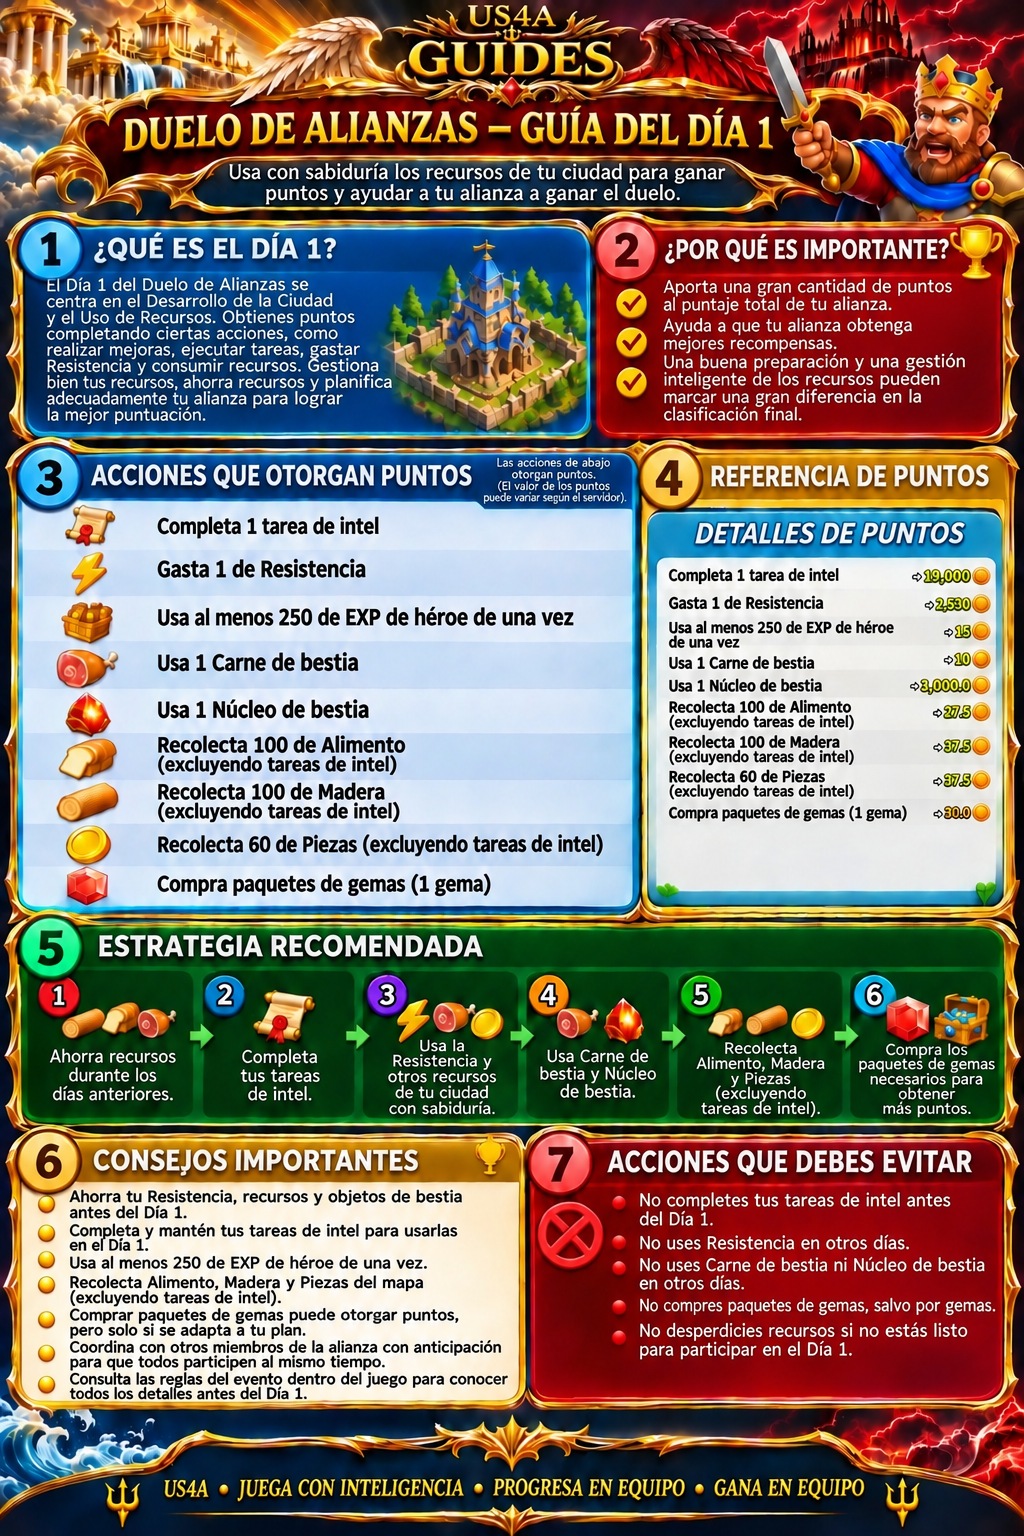 US4A
GUIDES
DUELO DE ALIANZAS – GUÍA DEL DÍA 1
Usa con sabiduría los recursos de tu ciudad para ganar
puntos y ayudar a tu alianza a ganar el duelo.
1 ¿QUÉ ES EL DÍA 1?
El Día 1 del Duelo de Alianzas se
centra en el Desarrollo de la Ciudad
y el Uso de Recursos. Obtienes puntos
completando ciertas acciones, como
realizar mejoras, ejecutar tareas, gastar
Resistencia y consumir recursos. Gestiona
bien tus recursos, ahorra recursos y planifica
adecuadamente tu alianza para lograr
la mejor puntuación.
2 ¿POR QUÉ ES IMPORTANTE?
Aporta una gran cantidad de puntos
al puntaje total de tu alianza.
Ayuda a que tu alianza obtenga
mejores recompensas.
Una buena preparación y una gestión
inteligente de los recursos pueden
marcar una gran diferencia en la
clasificación final.
3 ACCIONES QUE OTORGAN PUNTOS
Las acciones de abajo
otorgan puntos.
(El valor de los puntos
puede variar según el servidor).
Completa 1 tarea de intel
Gasta 1 de Resistencia
Usa al menos 250 de EXP de héroe de una vez
Usa 1 Carne de bestia
Usa 1 Núcleo de bestia
Recolecta 100 de Alimento
(excluyendo tareas de intel)
Recolecta 100 de Madera
(excluyendo tareas de intel)
Recolecta 60 de Piezas (excluyendo tareas de intel)
Compra paquetes de gemas (1 gema)
4 REFERENCIA DE PUNTOS
DETALLES DE PUNTOS
Completa 1 tarea de intel ⇨19,000
Gasta 1 de Resistencia ⇨2,530
Usa al menos 250 de EXP de héroe
de una vez ⇨15
Usa 1 Carne de bestia ⇨10
Usa 1 Núcleo de bestia ⇨3,000.0
Recolecta 100 de Alimento
(excluyendo tareas de intel) ⇨27.5
Recolecta 100 de Madera
(excluyendo tareas de intel) ⇨37.5
Recolecta 60 de Piezas
(excluyendo tareas de intel) ⇨37.5
Compra paquetes de gemas (1 gema) ⇨30.0
5 ESTRATEGIA RECOMENDADA
1
Ahorra recursos
durante los
días anteriores.
2
Completa
tus tareas
de intel.
3
Usa la
Resistencia y
otros recursos
de tu ciudad
con sabiduría.
4
Usa Carne de
bestia y Núcleo
de bestia.
5
Recolecta
Alimento, Madera
y Piezas
(excluyendo
tareas de intel).
6
Compra los
paquetes de gemas
necesarios para
obtener
más puntos.
6 CONSEJOS IMPORTANTES
Ahorra tu Resistencia, recursos y objetos de bestia
antes del Día 1.
Completa y mantén tus tareas de intel para usarlas
en el Día 1.
Usa al menos 250 de EXP de héroe de una vez.
Recolecta Alimento, Madera y Piezas del mapa
(excluyendo tareas de intel).
Comprar paquetes de gemas puede otorgar puntos,
pero solo si se adapta a tu plan.
Coordina con otros miembros de la alianza con anticipación
para que todos participen al mismo tiempo.
Consulta las reglas del evento dentro del juego para conocer
todos los detalles antes del Día 1.
7 ACCIONES QUE DEBES EVITAR
No completes tus tareas de intel antes
del Día 1.
No uses Resistencia en otros días.
No uses Carne de bestia ni Núcleo de bestia
en otros días.
No compres paquetes de gemas, salvo por gemas.
No desperdicies recursos si no estás listo
para participar en el Día 1.
US4A • JUEGA CON INTELIGENCIA • PROGRESA EN EQUIPO • GANA EN EQUIPO